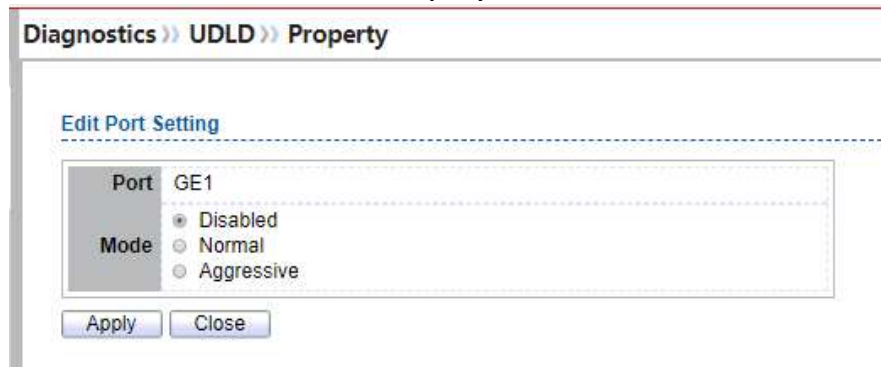 Diagnostics》 UDLD》 Property
Edit Port Setting
Port GE1
Mode
Disabled
Normal
Aggressive
Apply Close